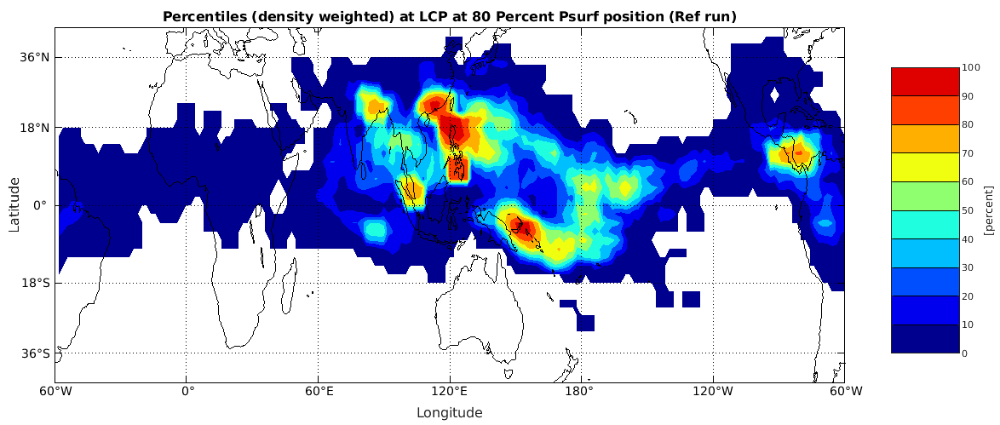 Percentiles (density weighted) at LCP at 80 Percent Psurf position (Ref run)
36°N
18°N
0°
18°S
36°S
Latitude
60°W
0°
60°E
120°E
180°
120°W
60°W
Longitude
100
90
80
70
60
50
40
30
20
10
0
[percent]